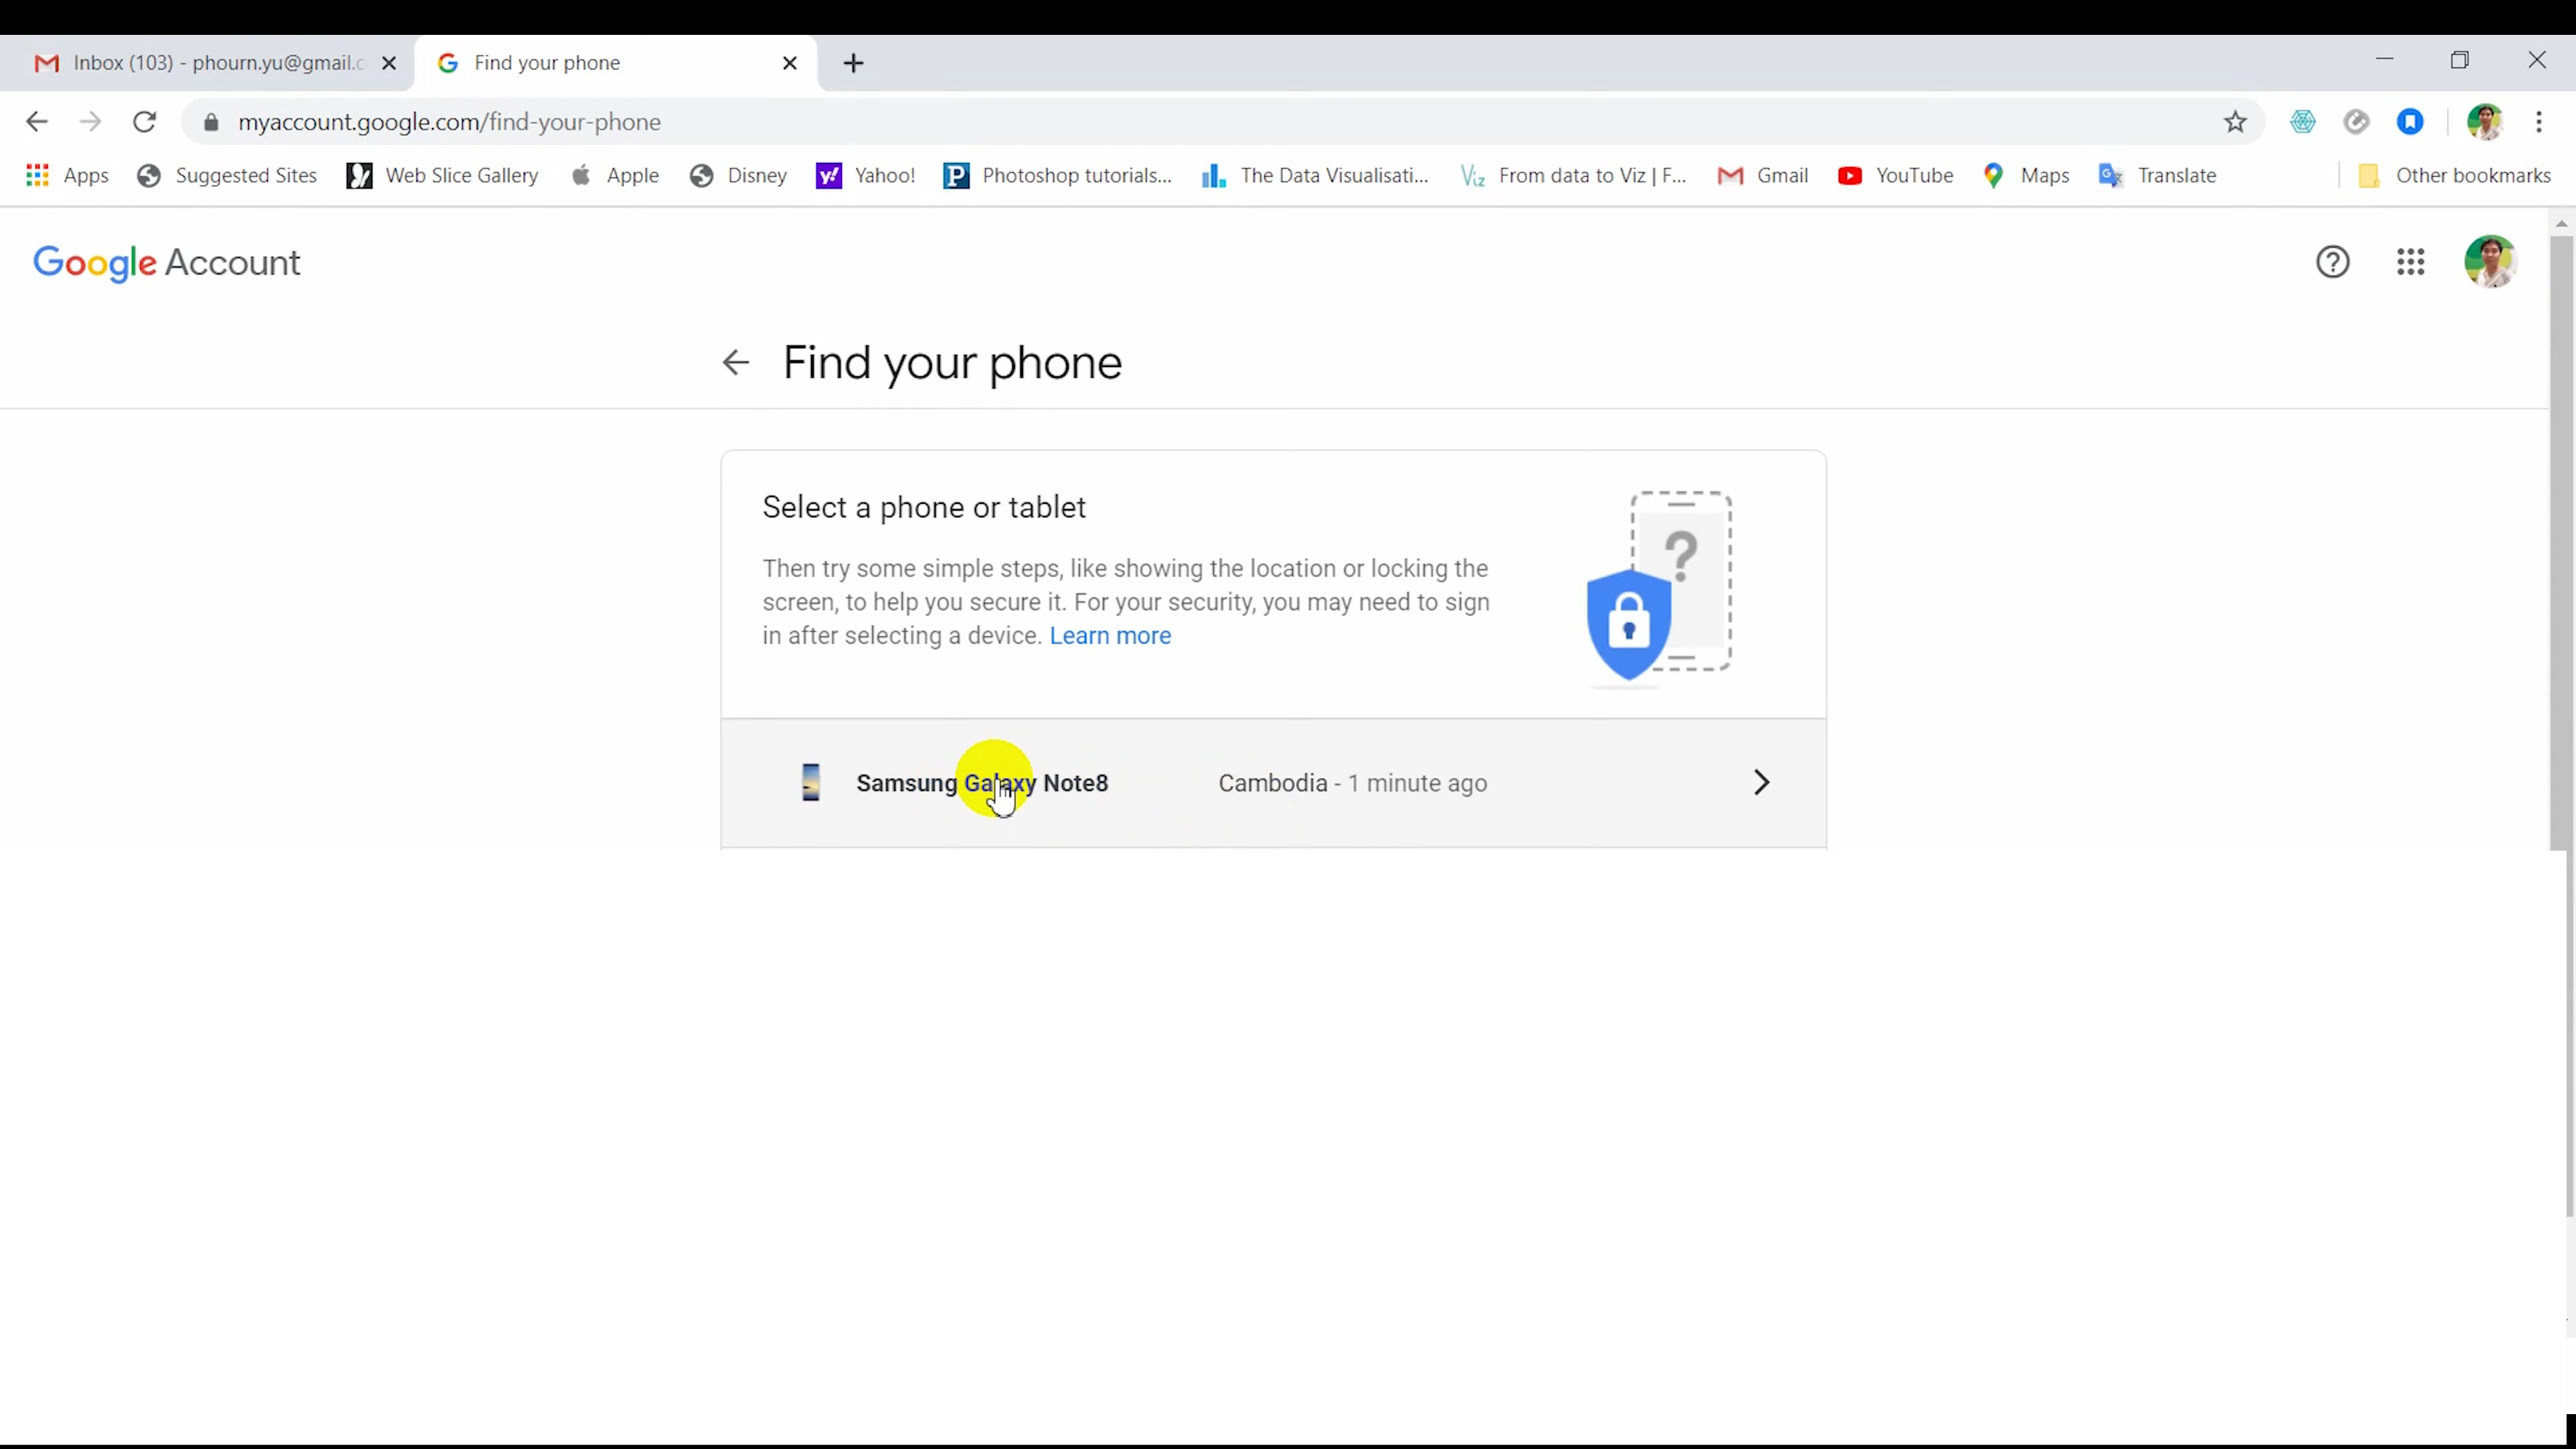 Inbox (103) - phourn.yu@gmail.c
Find your phone
myaccount.google.com/find-your-phone
Apps
Suggested Sites
Web Slice Gallery
Apple
Disney
Yahoo!
Photoshop tutorials...
The Data Visualisati...
From data to Viz | F...
Gmail
YouTube
Maps
Translate
Other bookmarks
Google Account
Find your phone
Select a phone or tablet
Then try some simple steps, like showing the location or locking the
screen, to help you secure it. For your security, you may need to sign
in after selecting a device. Learn more
Samsung Galaxy Note8
Cambodia - 1 minute ago